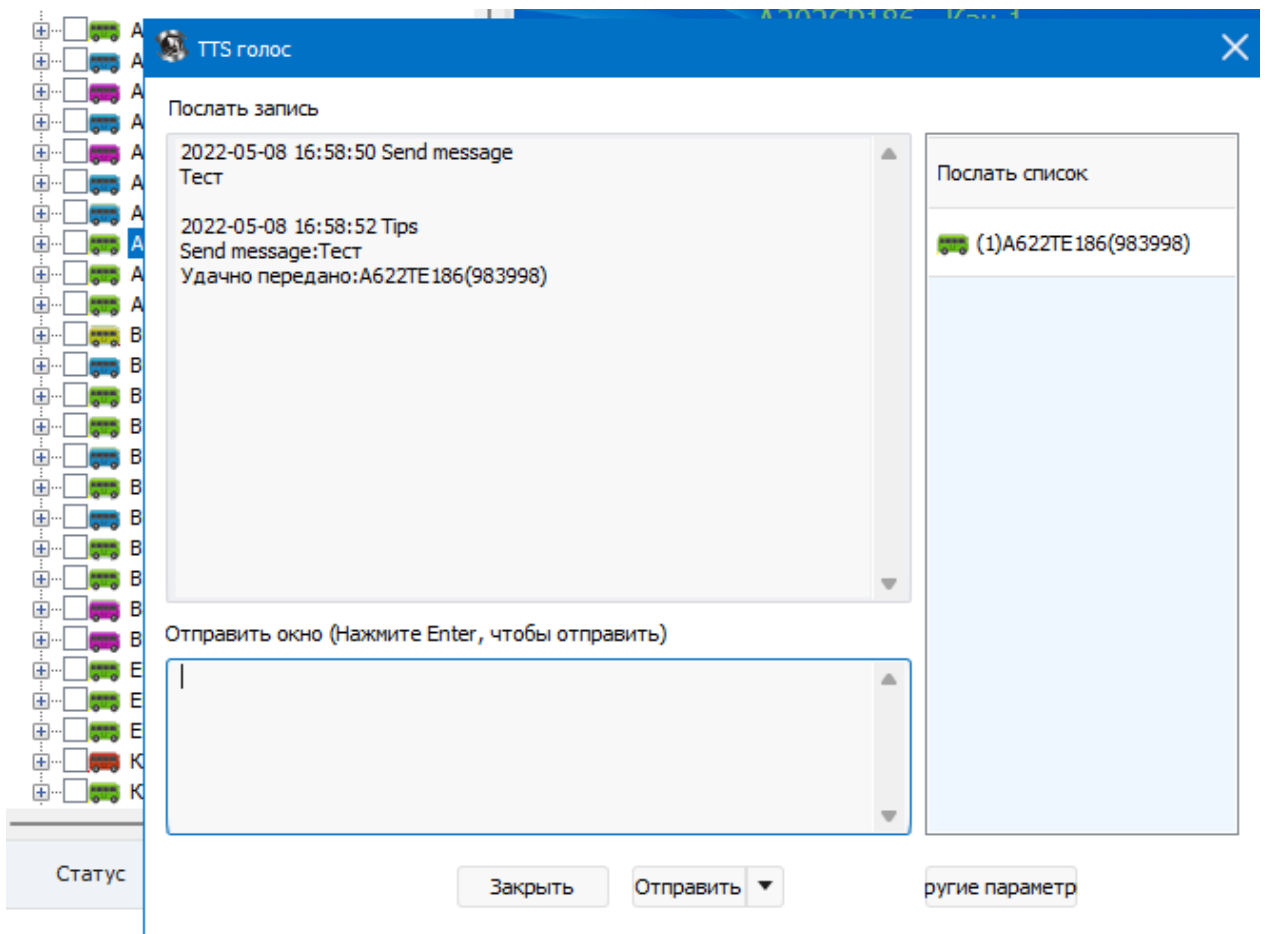 TTS голос
Послать запись
2022-05-08 16:58:50 Send message
Тест
2022-05-08 16:58:52 Tips
Send message:Тест
Удачно передано:А622ТЕ186(983998)
Послать список
(1)А622ТЕ186(983998)
Отправить окно (Нажмите Enter, чтобы отправить)
Закрыть
Отправить
ругие параметр
Статус
А
А
А
А
А
А
А
А
А
А
В
В
В
В
В
В
В
В
В
В
В
Е
Е
Е
К
К